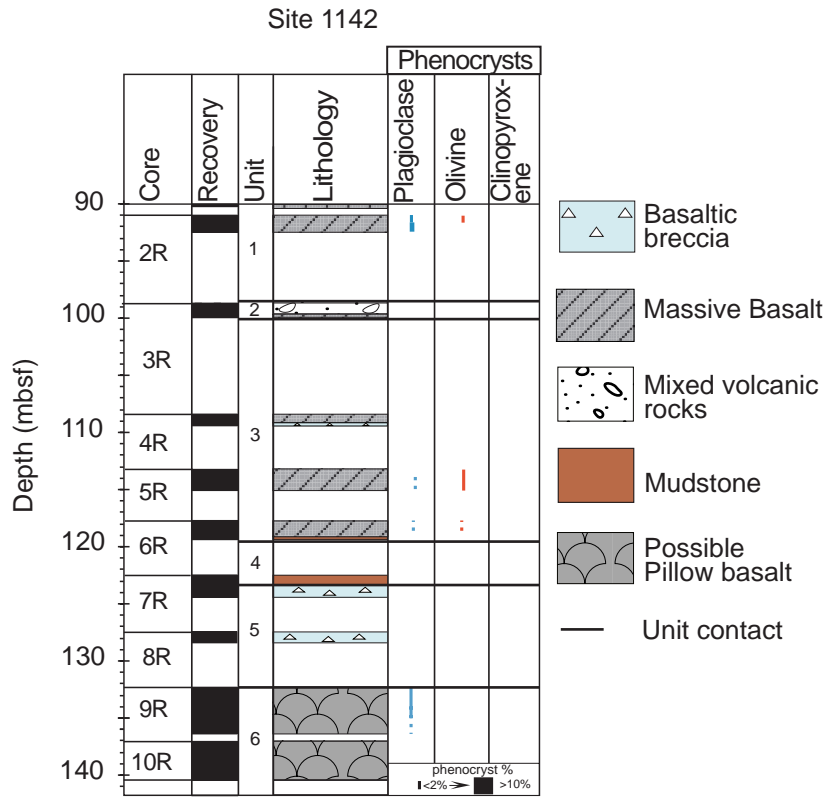 Site 1142
Phenocrysts
Core
Recovery
Unit
Lithology
Plagioclase
Olivine
Clinopyrox-
ene
Depth (mbsf)
90
100
110
120
130
140
2R
3R
4R
5R
6R
7R
8R
9R
10R
1
2
3
4
5
6
phenocryst %
<2% >10%
Basaltic
breccia
Massive Basalt
Mixed volcanic
rocks
Mudstone
Possible
Pillow basalt
Unit contact